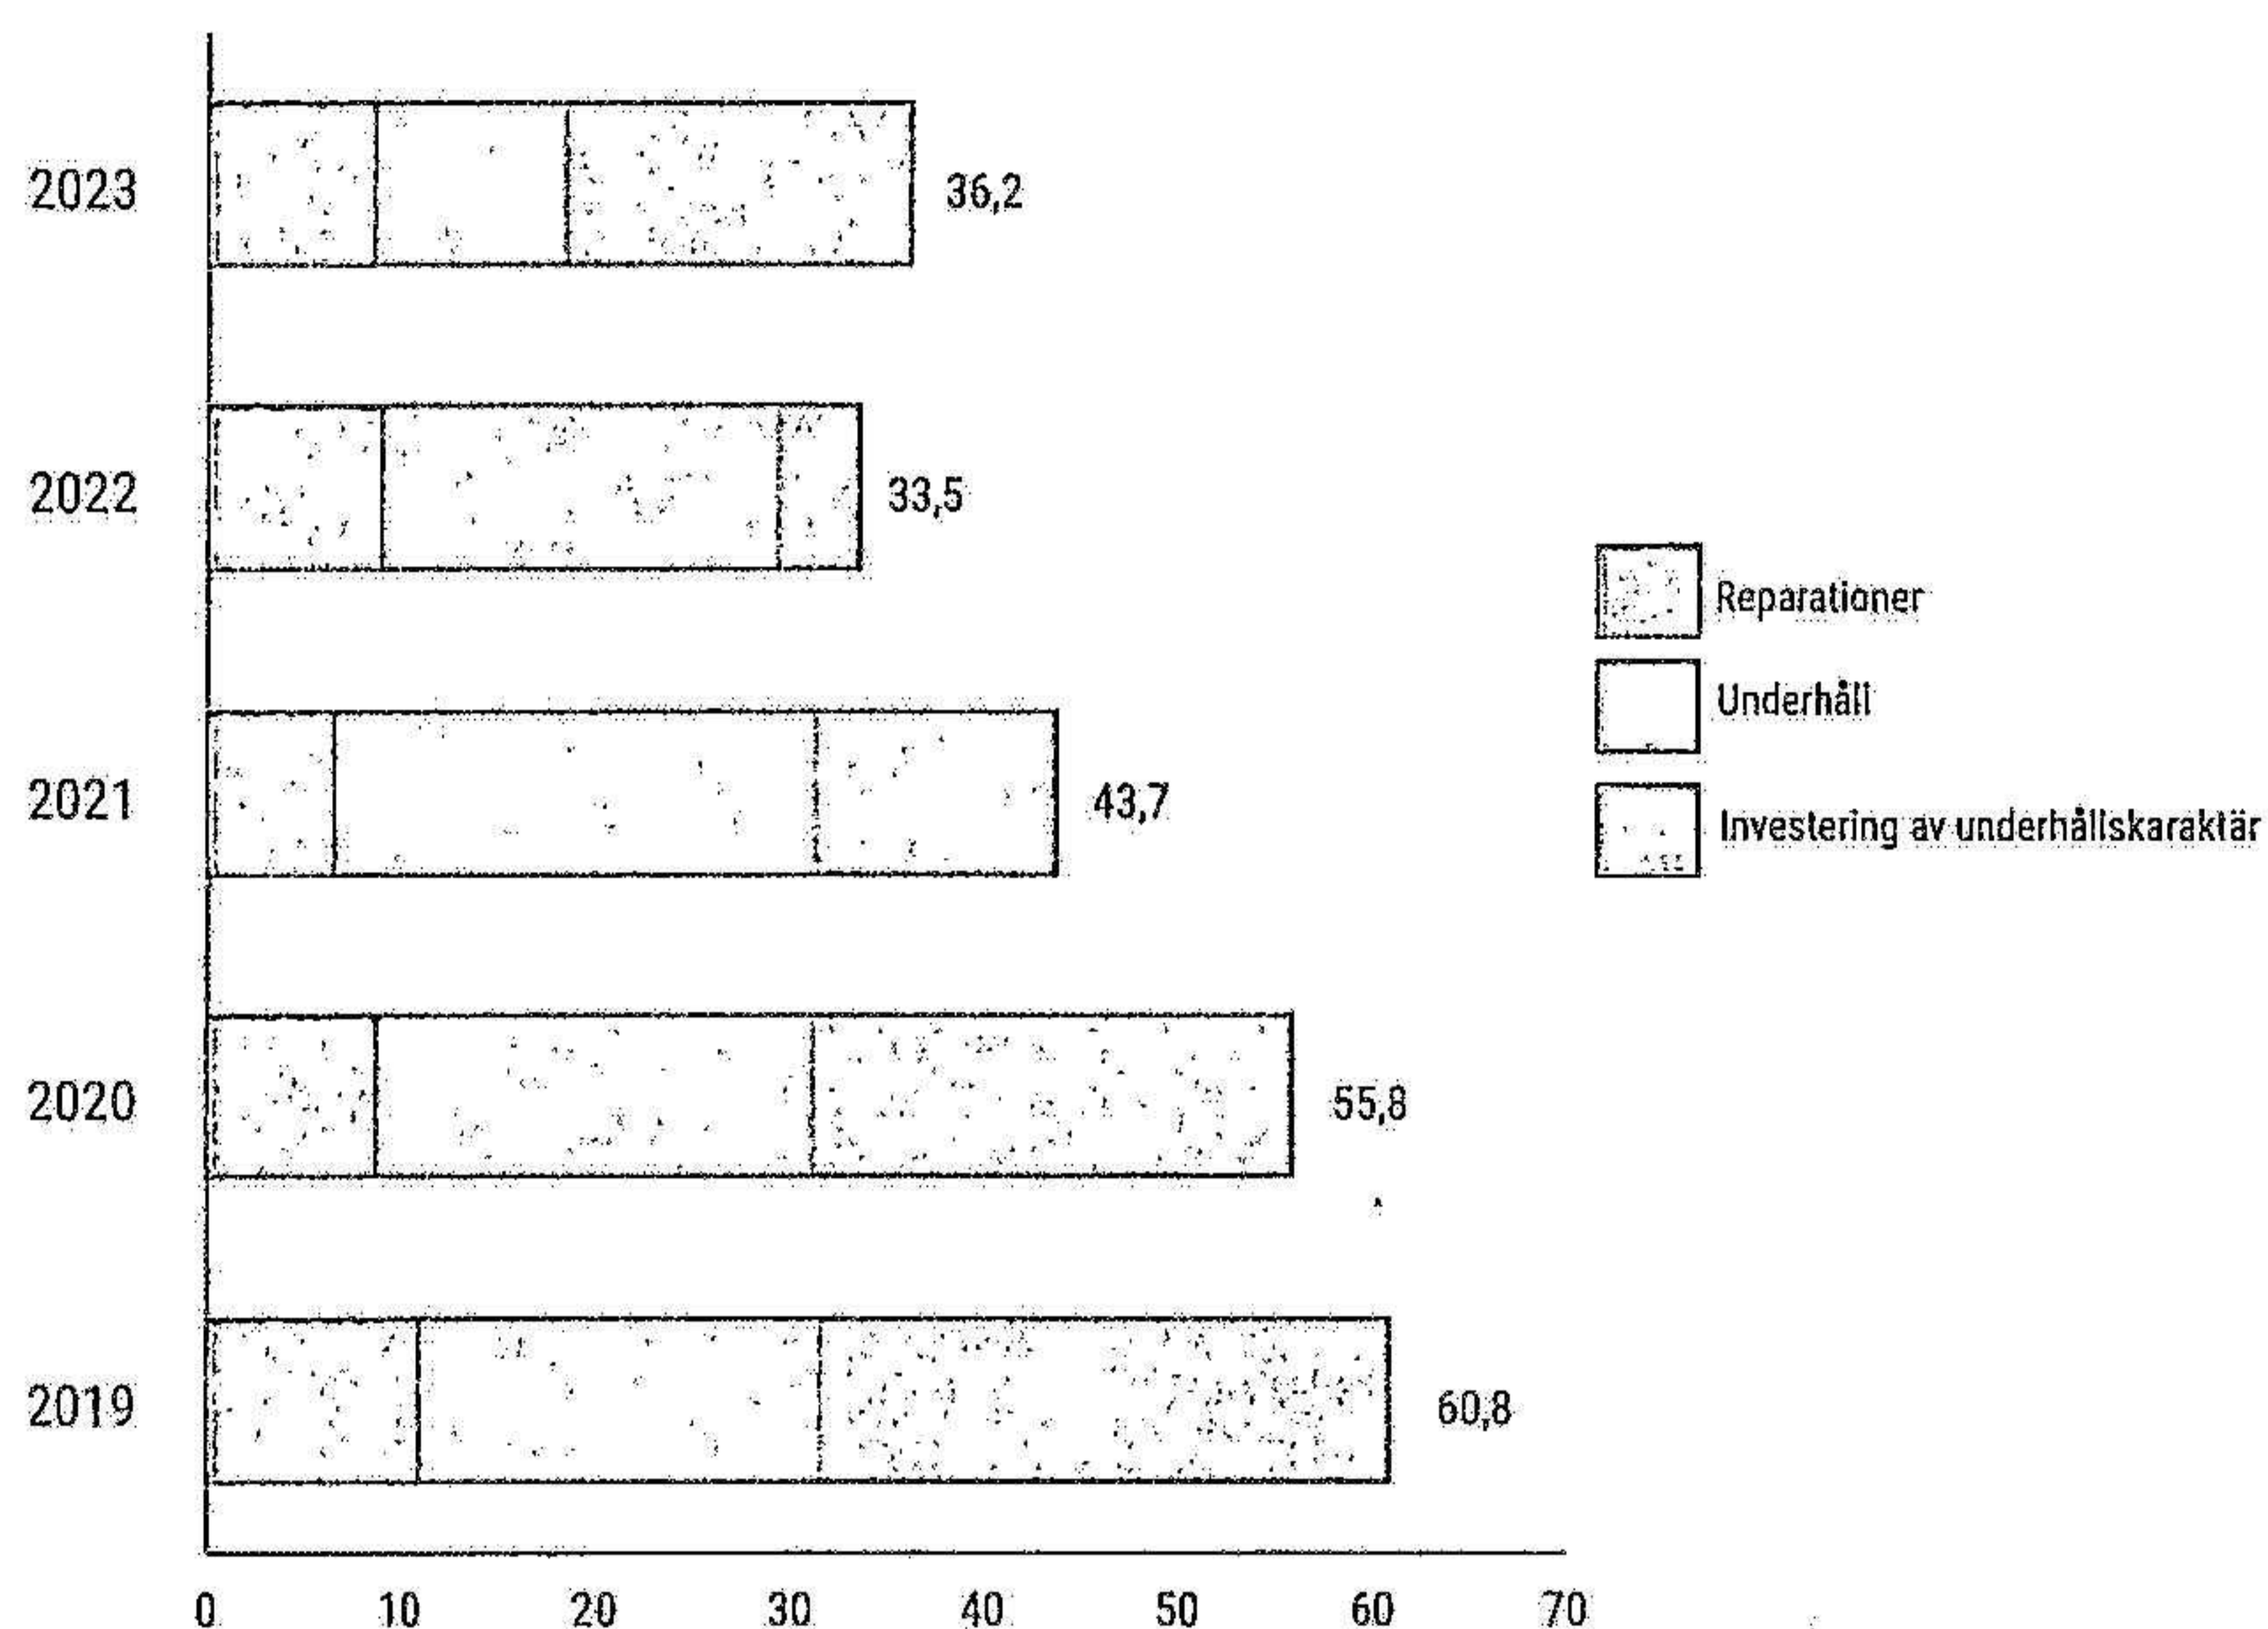 2023
36,2
2022
33,5
Reparationer
Underhåll
2021
43,7
Investering av underhållskaraktär
2020
55,8
2019
60,8
0 10 20 30 40 50 60 70